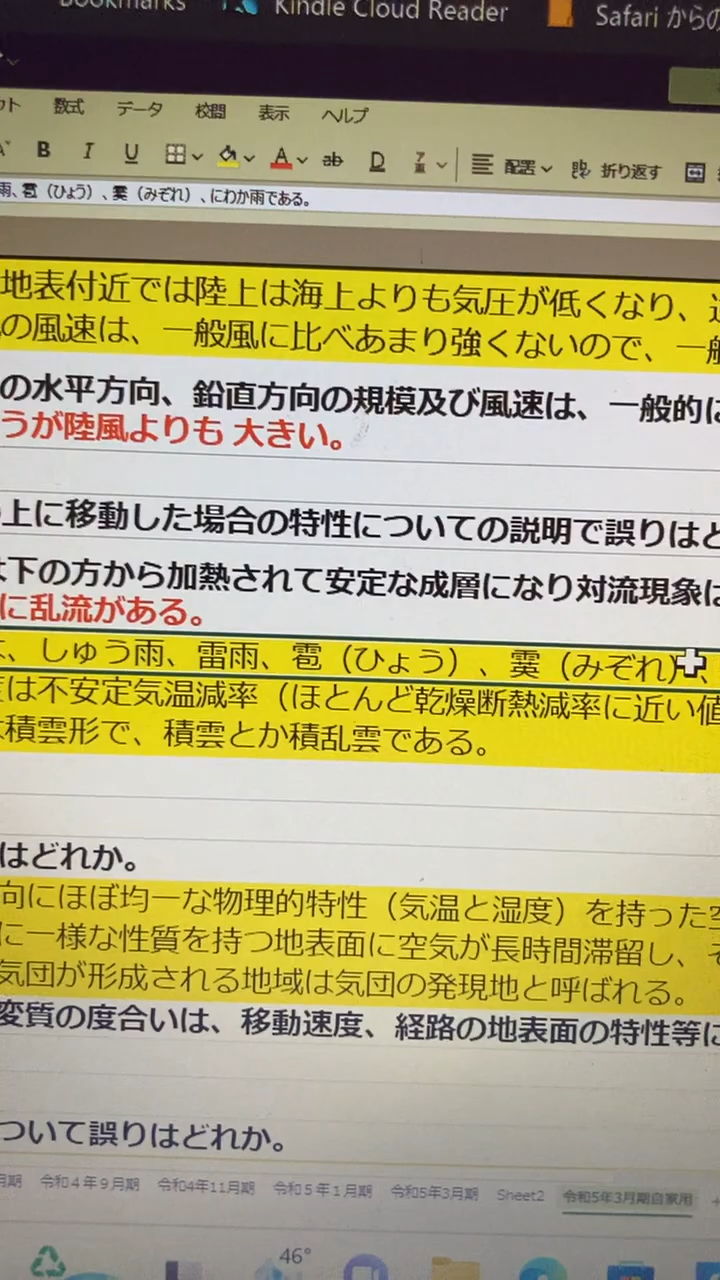 Bookmarks Kindle Cloud Reader Safari からの
数式 データ 校閲 表示 ヘルプ
B I U A ab D 配置 折り返す
雨、雹（ひょう）、霙（みぞれ）、にわか雨である。
地表付近では陸上は海上よりも気圧が低くなり、
の風速は、一般風に比べあまり強くないので、一般
の水平方向、鉛直方向の規模及び風速は、一般的に
うが陸風よりも 大きい。
上に移動した場合の特性についての説明で誤りはど
下の方から加熱されて安定な成層になり対流現象は
に乱流がある。
、しゅう雨、雷雨、雹（ひょう）、霙（みぞれ）、
は不安定気温減率（ほとんど乾燥断熱減率に近い値
積雲形で、積雲とか積乱雲である。
はどれか。
向にほぼ均一な物理的特性（気温と湿度）を持った空
に一様な性質を持つ地表面に空気が長時間滞留し、そ
気団が形成される地域は気団の発現地と呼ばれる。
変質の度合いは、移動速度、経路の地表面の特性等に
ついて誤りはどれか。
月期 令和４年９月期 令和4年11月期 令和５年１月期 令和5年3月期 Sheet2 令和5年3月期自家用
46°